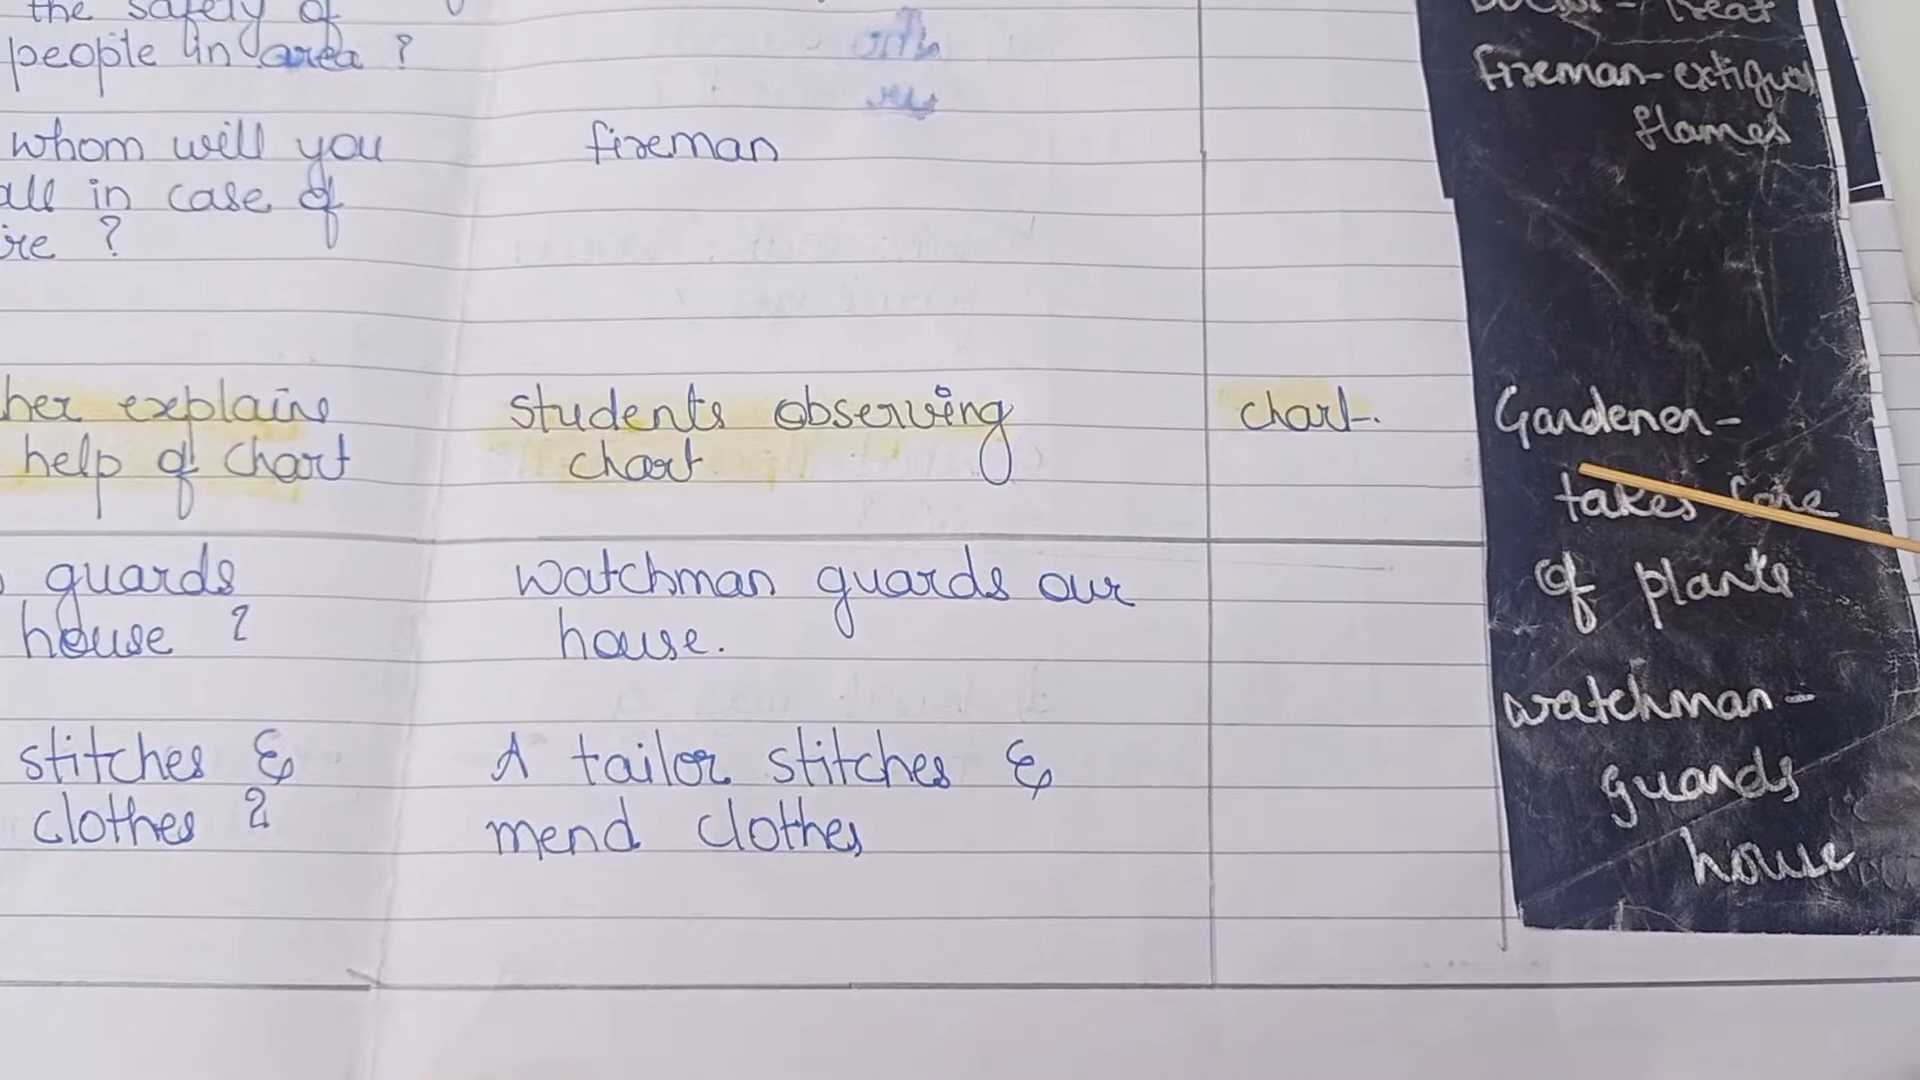 the safety of
people in area ?
whom will you
all in case of
ire ?
fireman
her explains
help of chart
students observing
chart
chart.
guards
house ?
watchman guards our
house.
stitches &
clothes ?
A tailor stitches &
mend clothes
fireman-extigus
flames
Gardener-
takes Care
of plants
watchman-
guards
house